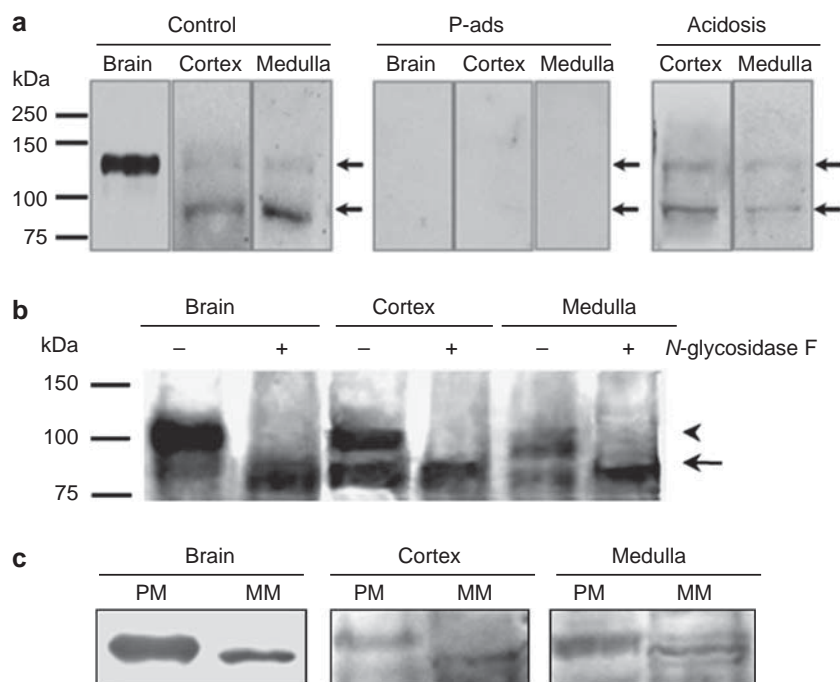 a
Control P-ads Acidosis
Brain Cortex Medulla Brain Cortex Medulla Cortex Medulla
kDa
250
150
100
75
b
Brain Cortex Medulla
kDa – + – + – + N-glycosidase F
150
100
75
c
Brain Cortex Medulla
PM MM PM MM PM MM